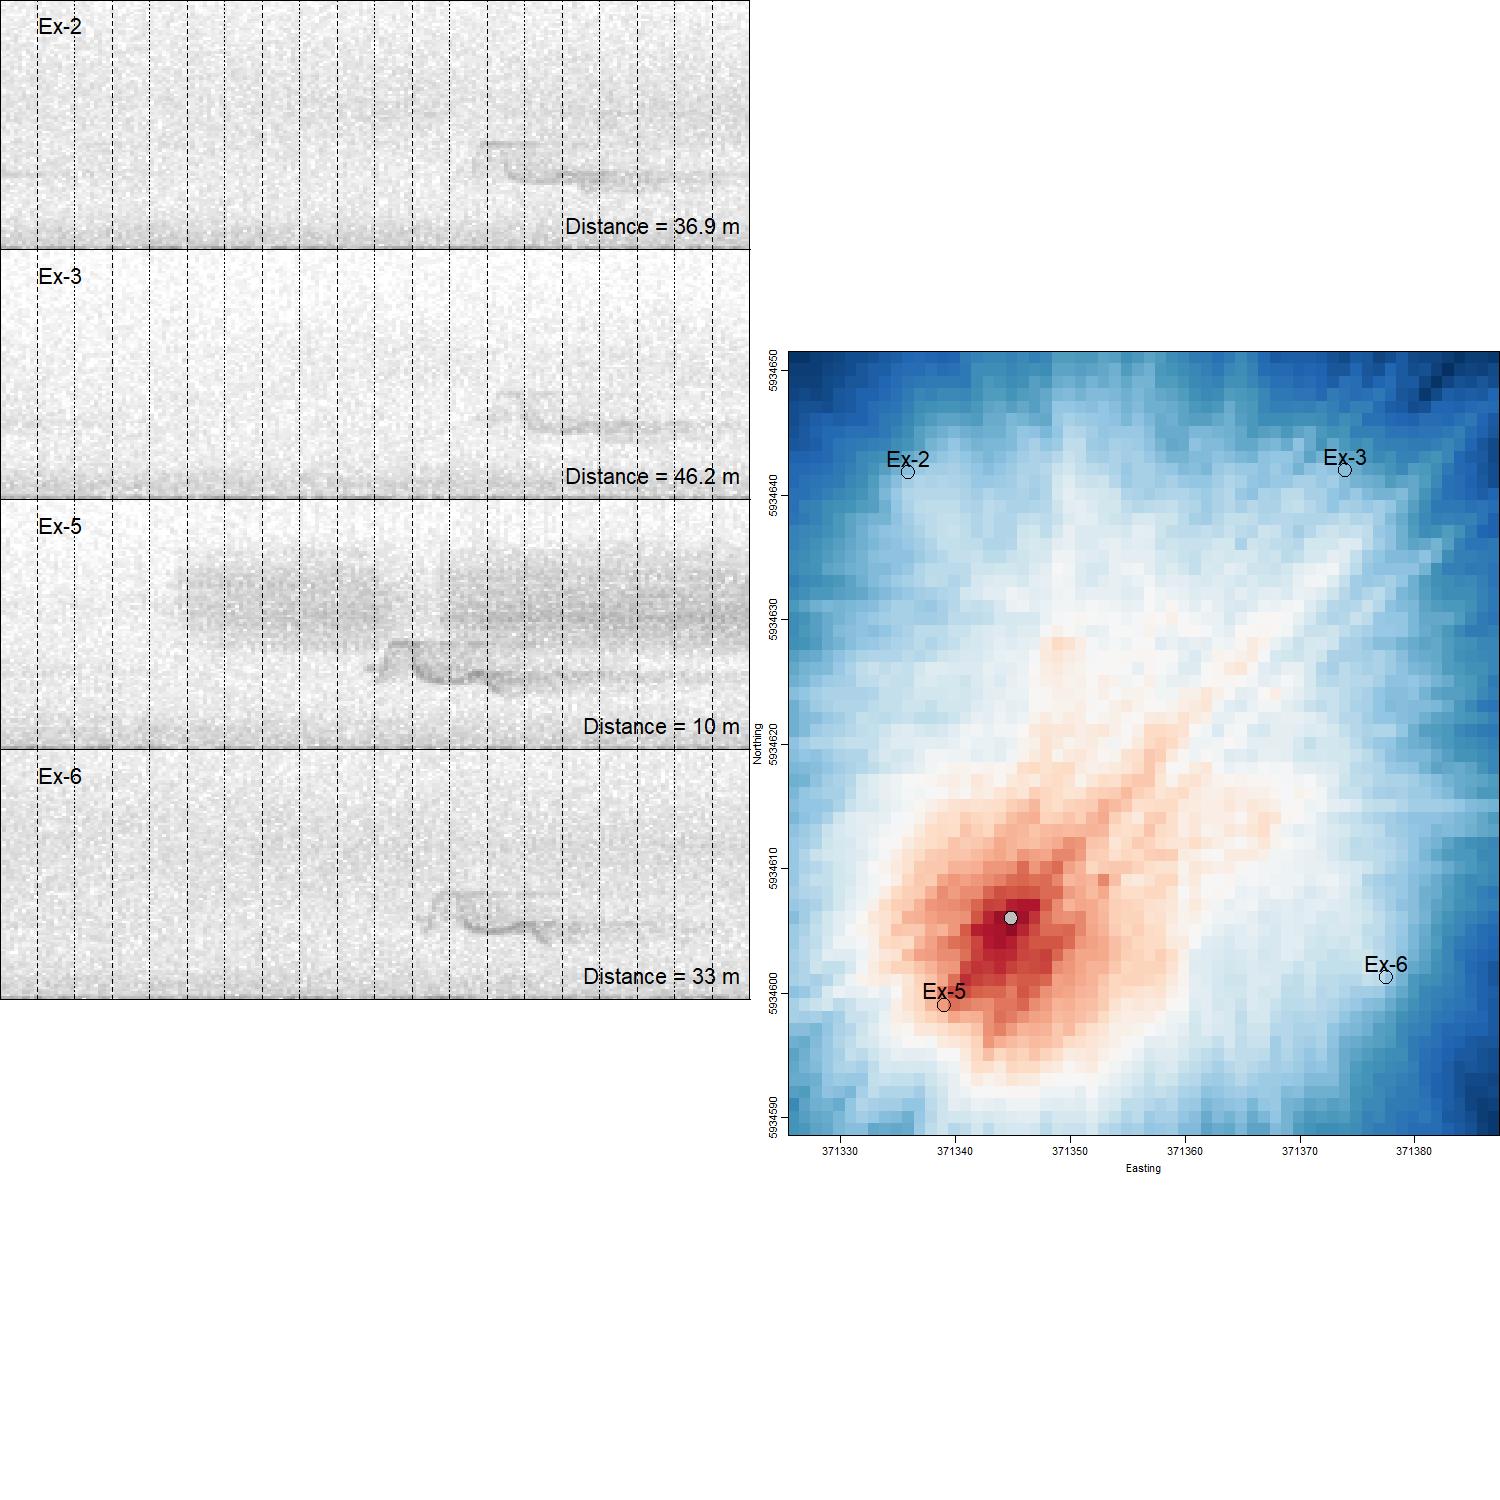 Ex-2
Distance = 36.9 m
Ex-3
Distance = 46.2 m
Ex-5
Distance = 10 m
Ex-6
Distance = 33 m
5934650
5934640
5934630
5934620
5934610
5934600
5934590
Northing
Ex-2
Ex-3
Ex-6
Ex-5
371330 371340 371350 371360 371370 371380
Easting